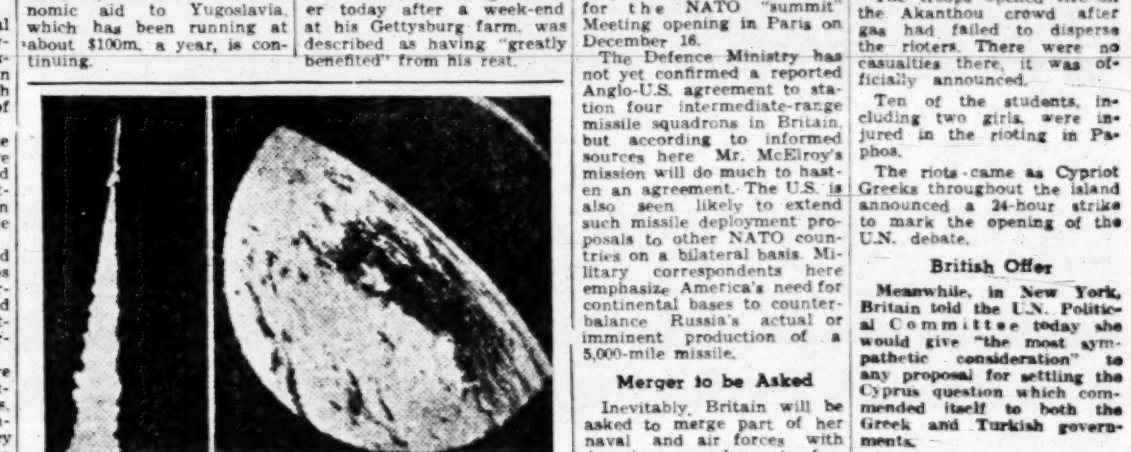 nomic aid to Yugoslavia,
which has been running at
about $100m. a year, is con-
tinuing.
er today after a week-end
at his Gettysburg farm, was
described as having "greatly
benefited" from his rest.
for the NATO "summit"
Meeting opening in Paris on
December 16.
The Defence Ministry has
not yet confirmed a reported
Anglo-U.S. agreement to sta-
tion four intermediate-range
missile squadrons in Britain,
but according to informed
sources here Mr. McElroy's
mission will do much to hast-
en an agreement. The U.S. is
also seen likely to extend
such missile deployment pro-
posals to other NATO coun-
tries on a bilateral basis. Mi-
litary correspondents here
emphasize America's need for
continental bases to counter-
balance Russia's actual or
imminent production of a
5,000-mile missile.
Merger to be Asked
Inevitably, Britain will be
asked to merge part of her
naval and air forces with
the Akanthou crowd after
gas had failed to disperse
the rioters. There were no
casualties there, it was of-
ficially announced.
Ten of the students, in-
cluding two girls, were in-
jured in the rioting in Pa-
phos.
The riots came as Cypriot
Greeks throughout the island
announced a 24-hour strike
to mark the opening of the
U.N. debate.
British Offer
Meanwhile, in New York,
Britain told the U.N. Politic-
al Committee today she
would give "the most sym-
pathetic consideration" to
any proposal for settling the
Cyprus question which com-
mended itself to both the
Greek and Turkish govern-
ments.